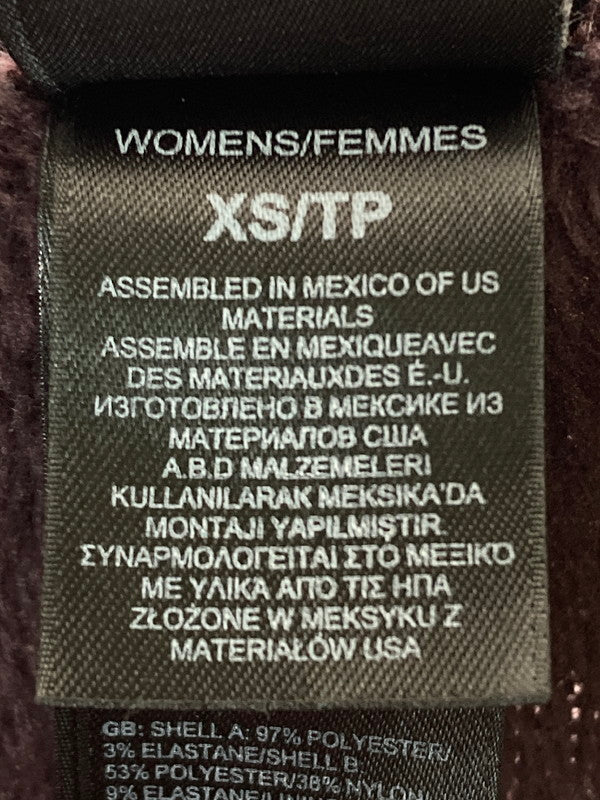 WOMENS/FEMMES
XS/TP
ASSEMBLED IN MEXICO OF US
MATERIALS
ASSEMBLE EN MEXIQUEAVEC
DES MATERIAUXDES É.-U.
ИЗГОТОВЛЕНО В МЕКСИКЕ ИЗ
МАТЕРИАЛОВ США
A.B.D MALZEMELERI
KULLANILARAK MEKSIKA'DA
MONTAJI YAPILMIŞTIR
ΣΥΝΑΡΜΟΛΟΓΕΙΤΑΙ ΣΤΟ ΜΕΞΙΚΟ
ΜΕ ΥΛΙΚΑ ΑΠΟ ΤΙΣ ΗΠΑ
ZŁOŻONE W MEKSYKU Z
MATERIAŁÓW USA
GB: SHELL A: 97% POLYESTER/
3% ELASTANE/SHELL B
53% POLYESTER/38% NYLON/
9% ELASTANE/